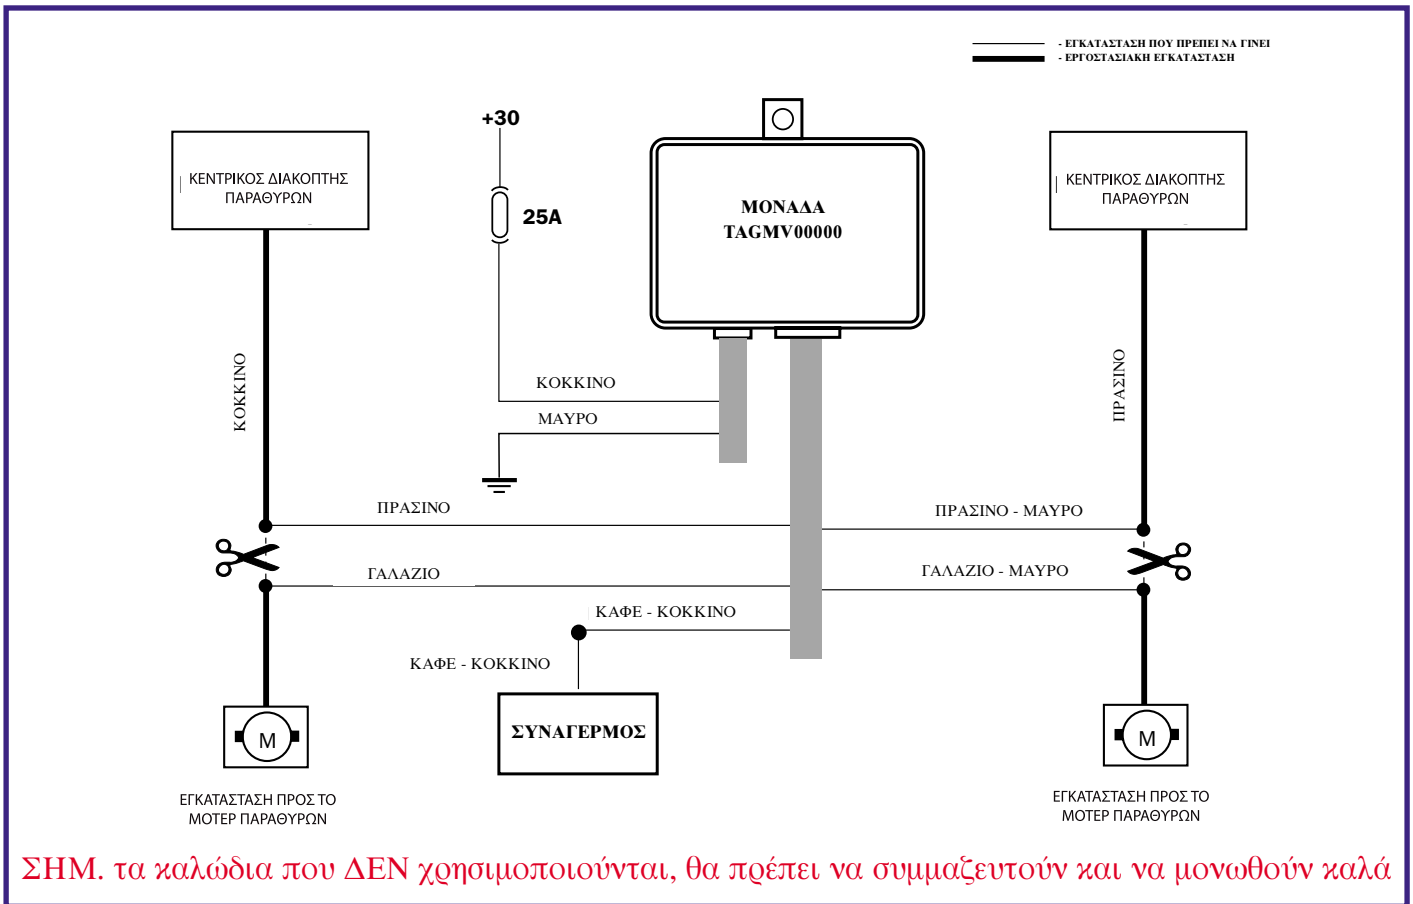 - ΕΓΚΑΤΑΣΤΑΣΗ ΠΟΥ ΠΡΕΠΕΙ ΝΑ ΓΙΝΕΙ
- ΕΡΓΟΣΤΑΣΙΑΚΗ ΕΓΚΑΤΑΣΤΑΣΗ
+30
25A
ΚΕΝΤΡΙΚΟΣ ΔΙΑΚΟΠΤΗΣ
ΠΑΡΑΘΥΡΩΝ
ΜΟΝΑΔΑ
TAGMV00000
ΚΕΝΤΡΙΚΟΣ ΔΙΑΚΟΠΤΗΣ
ΠΑΡΑΘΥΡΩΝ
ΚΟΚΚΙΝΟ
ΚΟΚΚΙΝΟ
ΜΑΥΡΟ
ΠΡΑΣΙΝΟ
ΠΡΑΣΙΝΟ
ΠΡΑΣΙΝΟ - ΜΑΥΡΟ
ΓΑΛΑΖΙΟ
ΓΑΛΑΖΙΟ - ΜΑΥΡΟ
ΚΑΦΕ - ΚΟΚΚΙΝΟ
ΚΑΦΕ - ΚΟΚΚΙΝΟ
ΣΥΝΑΓΕΡΜΟΣ
M
M
ΕΓΚΑΤΑΣΤΑΣΗ ΠΡΟΣ ΤΟ
ΜΟΤΕΡ ΠΑΡΑΘΥΡΩΝ
ΕΓΚΑΤΑΣΤΑΣΗ ΠΡΟΣ ΤΟ
ΜΟΤΕΡ ΠΑΡΑΘΥΡΩΝ
ΣΗΜ. τα καλώδια που ΔΕΝ χρησιμοποιούνται, θα πρέπει να συμμαζευτούν και να μονωθούν καλά